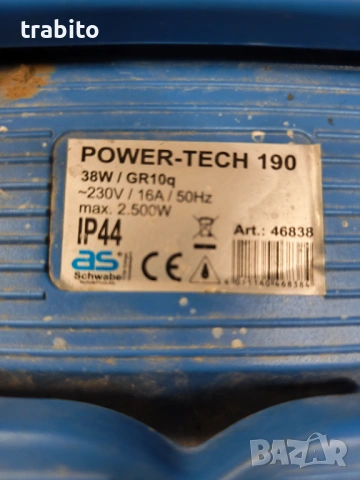 trabito
POWER-TECH 190
38W / GR10q
~230V / 16A / 50Hz
max. 2.500W
IP44
Art.: 46838
as
Schwabe
CE
BAZAR